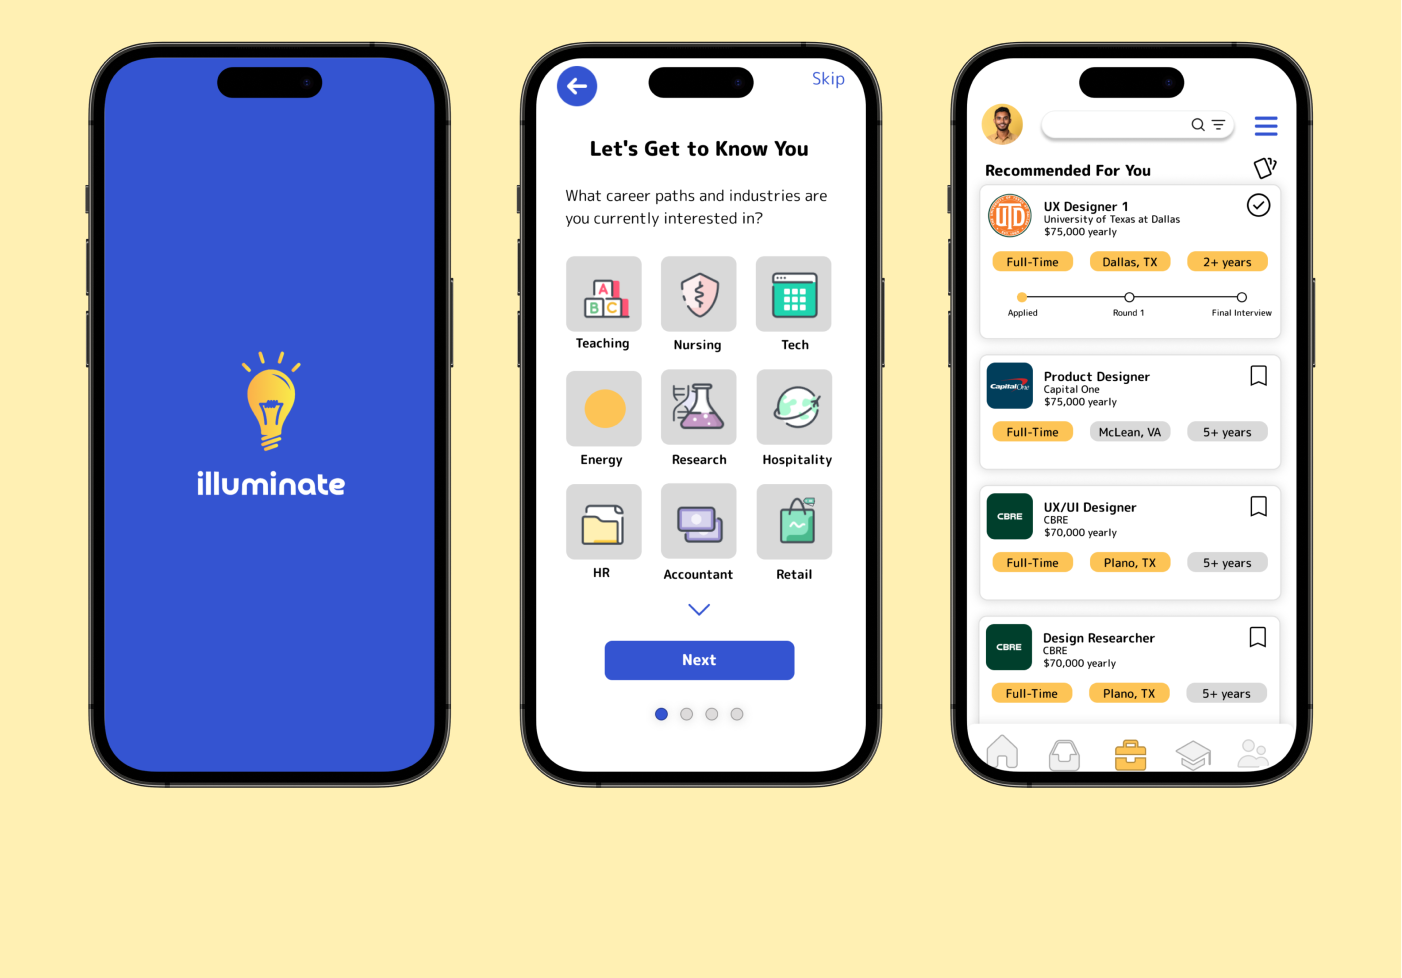 illuminate
Skip
Let's Get to Know You
What career paths and industries are
you currently interested in?
A
B C
Teaching
Nursing
Tech
Energy
Research
Hospitality
HR
Accountant
Retail
Next
Recommended For You
UTD
UX Designer 1
University of Texas at Dallas
$75,000 yearly
Full-Time
Dallas, TX
2+ years
Applied
Round 1
Final Interview
Capital One
Product Designer
Capital One
$75,000 yearly
Full-Time
McLean, VA
5+ years
CBRE
UX/UI Designer
CBRE
$70,000 yearly
Full-Time
Plano, TX
5+ years
CBRE
Design Researcher
CBRE
$70,000 yearly
Full-Time
Plano, TX
5+ years